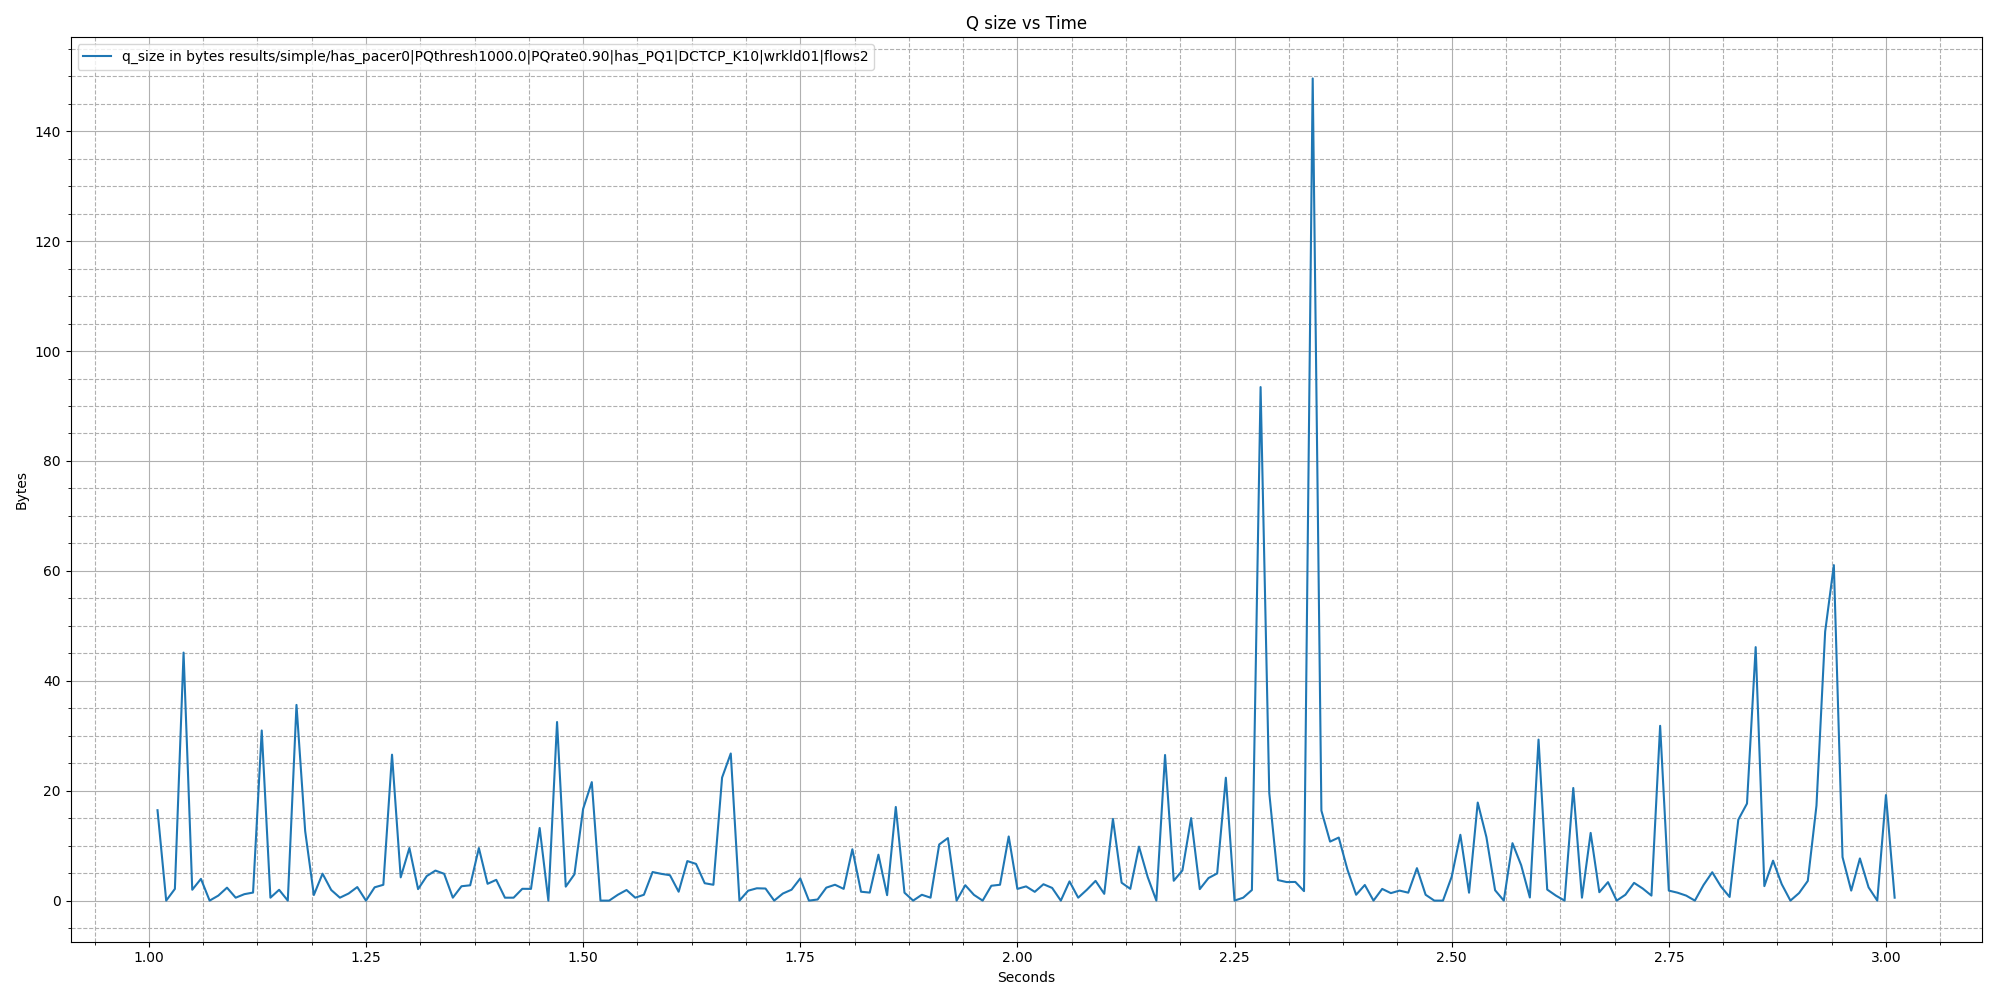 Q size vs Time
q_size in bytes results/simple/has_pacer0|PQthresh1000.0|PQrate0.90|has_PQ1|DCTCP_K10|wrkld01|flows2
140
120
100
80
60
40
20
0
Bytes
1.00 1.25 1.50 1.75 2.00 2.25 2.50 2.75 3.00
Seconds